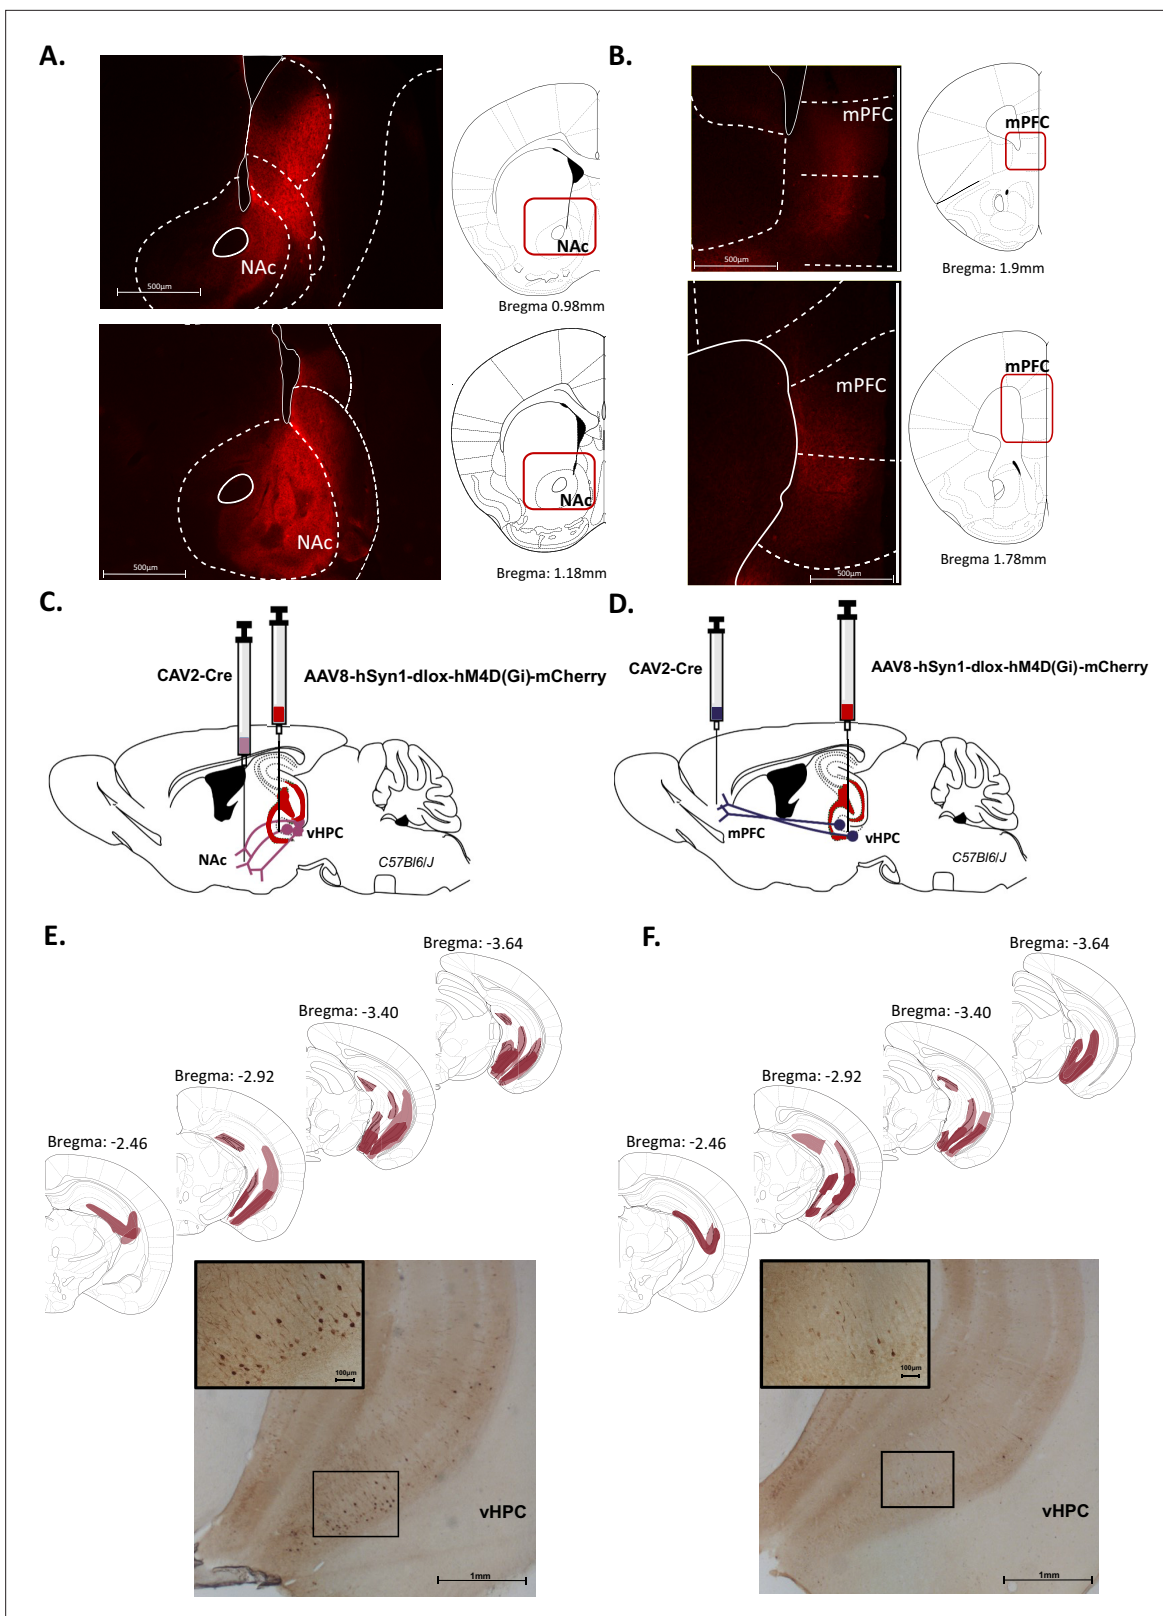 A.
NAc
500μm
NAc
Bregma 0.98mm
NAc
500μm
NAc
Bregma: 1.18mm
B.
mPFC
500μm
mPFC
Bregma: 1.9mm
mPFC
500μm
mPFC
Bregma 1.78mm
C.
CAV2-Cre
AAV8-hSyn1-dlox-hM4D(Gi)-mCherry
vHPC
NAc
C57Bl6/J
D.
CAV2-Cre
AAV8-hSyn1-dlox-hM4D(Gi)-mCherry
mPFC
vHPC
C57Bl6/J
E.
Bregma: -3.64
Bregma: -3.40
Bregma: -2.92
Bregma: -2.46
100μm
vHPC
1mm
F.
Bregma: -3.64
Bregma: -3.40
Bregma: -2.92
Bregma: -2.46
100μm
vHPC
1mm